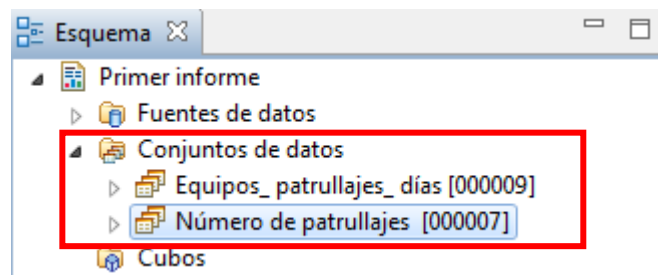 Esquema
Primer informe
Fuentes de datos
Conjuntos de datos
Equipos_ patrullajes_ días [000009]
Número de patrullajes [000007]
Cubos